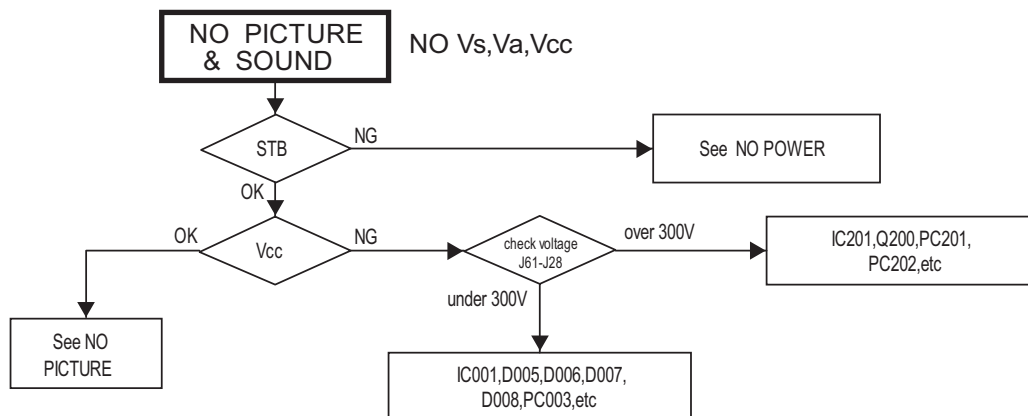 NO PICTURE
& SOUND
NO Vs,Va,Vcc
STB
NG
See NO POWER
OK
Vcc
OK
NG
check voltage
J61-J28
over 300V
IC201,Q200,PC201,
PC202,etc
under 300V
See NO
PICTURE
IC001,D005,D006,D007,
D008,PC003,etc